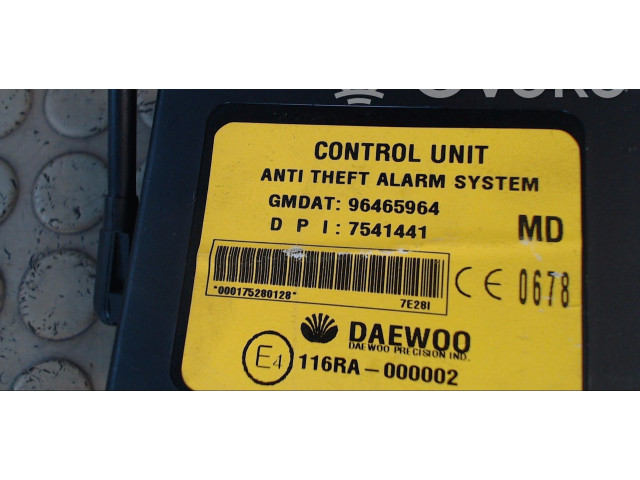 CONTROL UNIT
ANTI THEFT ALARM SYSTEM
GMDAT: 96465964
D P I : 7541441
MD
*000175280128*
7E28I
CE 0678
DAEWOO
DAEWOO PRECISION IND.
E4 116RA-000002